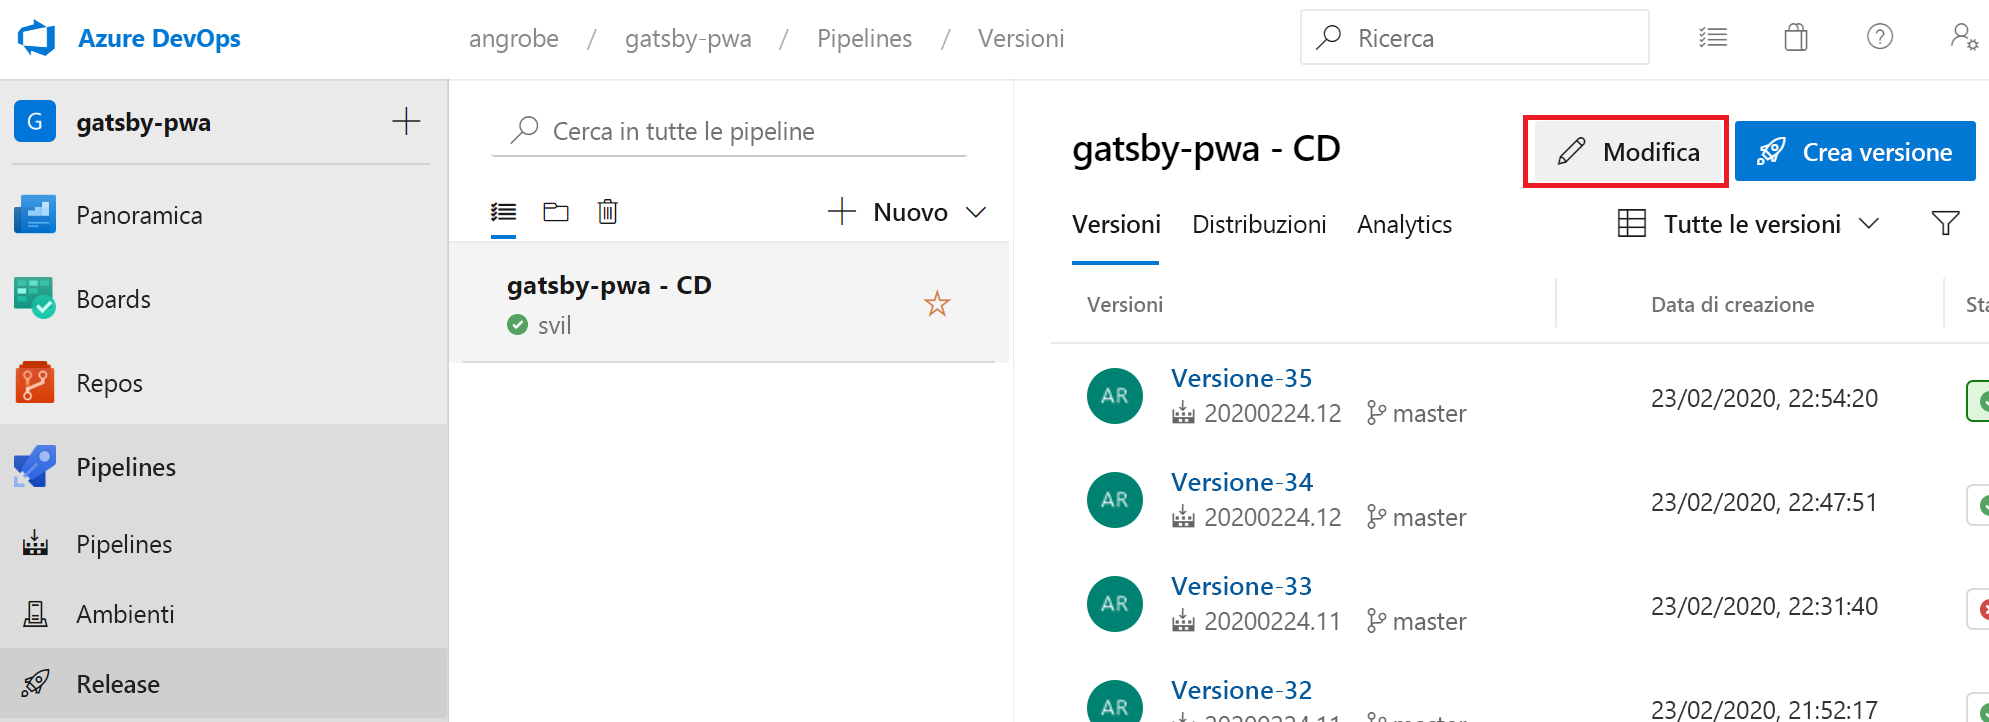 Azure DevOps
angrobe / gatsby-pwa / Pipelines / Versioni
Ricerca
G gatsby-pwa
Panoramica
Boards
Repos
Pipelines
Pipelines
Ambienti
Release
Cerca in tutte le pipeline
Nuovo
gatsby-pwa - CD
svil
gatsby-pwa - CD
Modifica
Crea versione
Versioni Distribuzioni Analytics
Tutte le versioni
Versioni Data di creazione
AR Versione-35
20200224.12 master
23/02/2020, 22:54:20
AR Versione-34
20200224.12 master
23/02/2020, 22:47:51
AR Versione-33
20200224.11 master
23/02/2020, 22:31:40
AR Versione-32
20200224.11 master
23/02/2020, 21:52:17